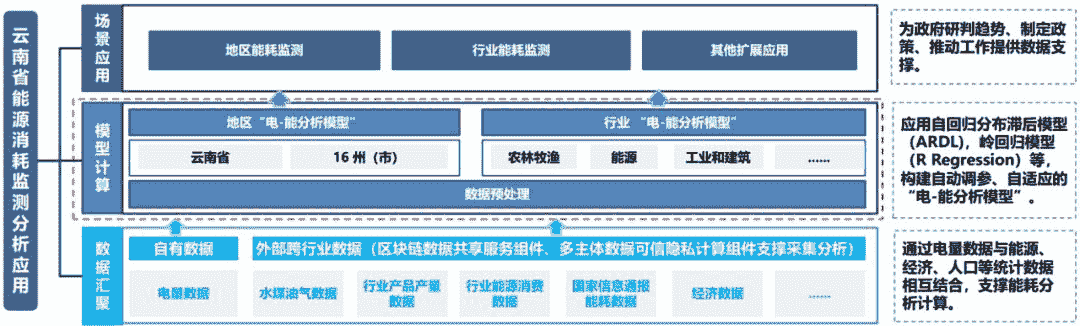 云南省能源消耗监测分析应用
场景应用
地区能耗监测
行业能耗监测
其他扩展应用
为政府研判趋势、制定政
策、推动工作提供数据支
撑。
模型计算
地区“电-能分析模型”
行业“电-能分析模型”
云南省
16 州（市）
农林牧渔
能源
工业和建筑
......
数据预处理
应用自回归分布滞后模型
（ARDL)，岭回归模型
（R Regression）等，
构建自动调参、自适应的
“电-能分析模型”。
数据汇聚
自有数据
外部跨行业数据（区块链数据共享服务组件、多主体数据可信隐私计算组件支撑采集分析）
电量数据
水煤油气数据
行业产品产量
数据
行业能源消费
数据
国家信息通报
能耗数据
经济数据
......
通过电量数据与能源、
经济、人口等统计数据
相互结合，支撑能耗分
析计算。